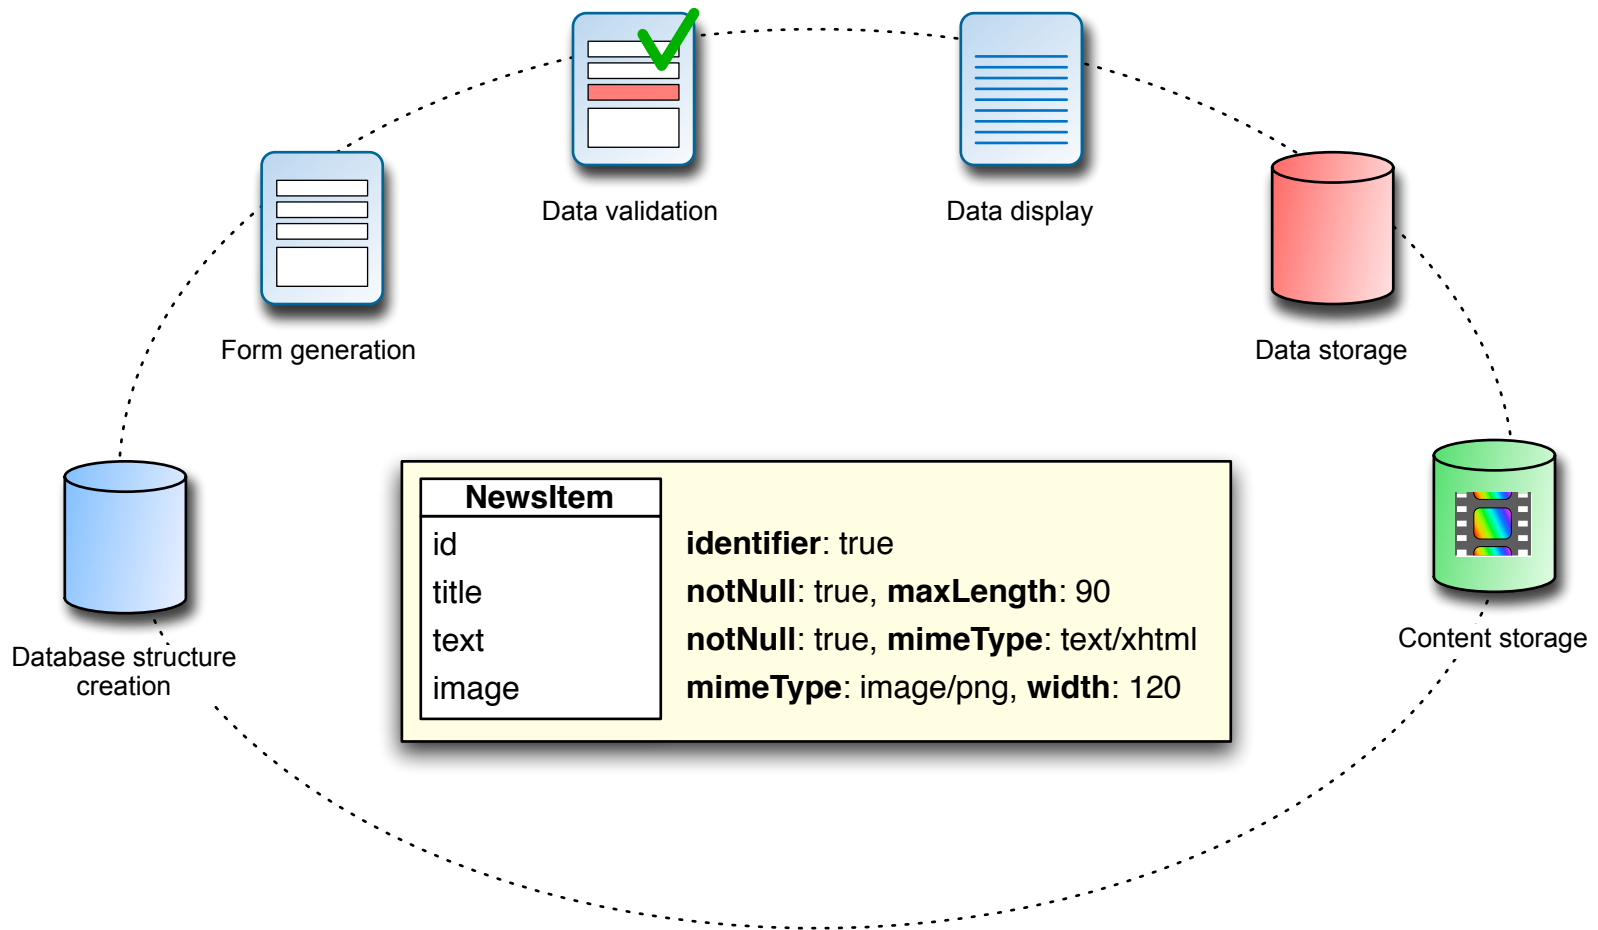 Data validation
Data display
Form generation
Data storage
Database structure
creation
Content storage
NewsItem
id
identifier: true
title
notNull: true, maxLength: 90
text
notNull: true, mimeType: text/xhtml
image
mimeType: image/png, width: 120